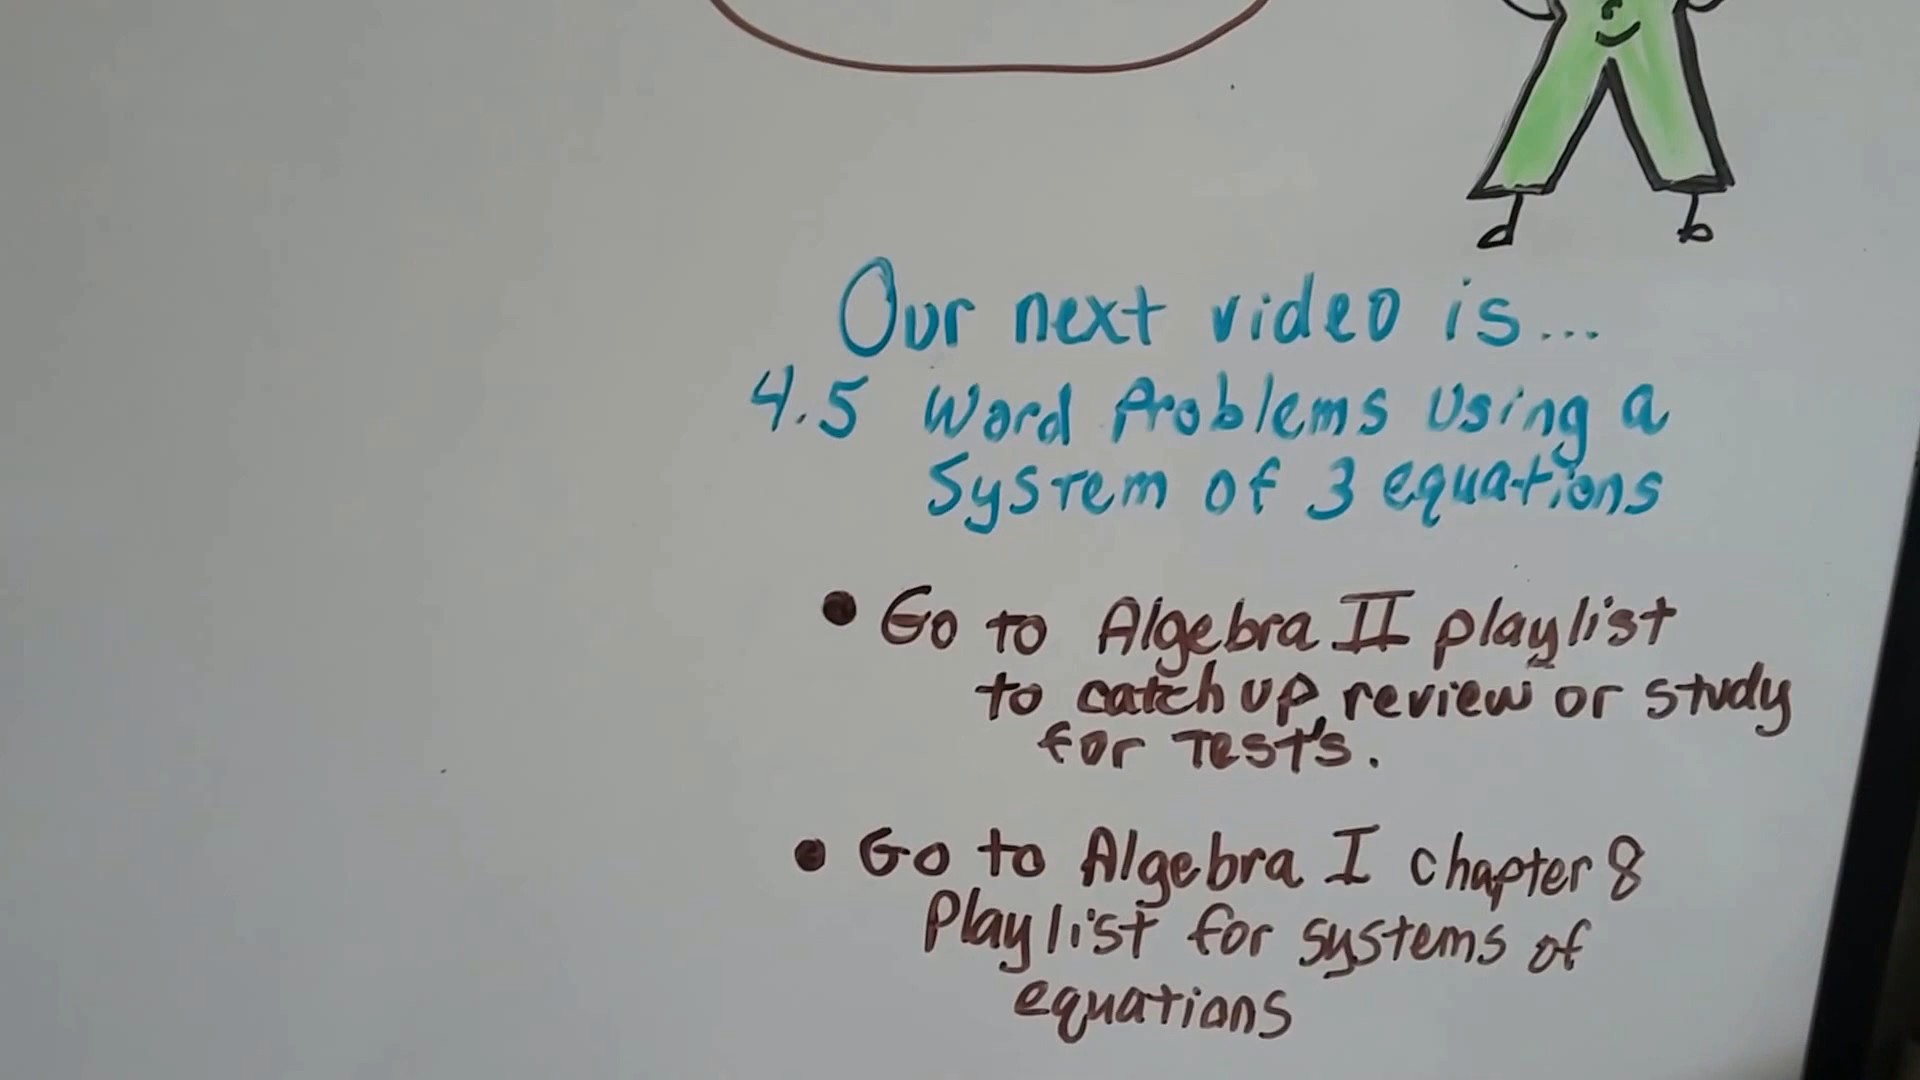 Our next video is...
4.5 Word Problems Using a
System of 3 equations
• Go to Algebra II playlist
to catch up, review or study
for Test's.
• Go to Algebra I chapter 8
Playlist for systems of
equations